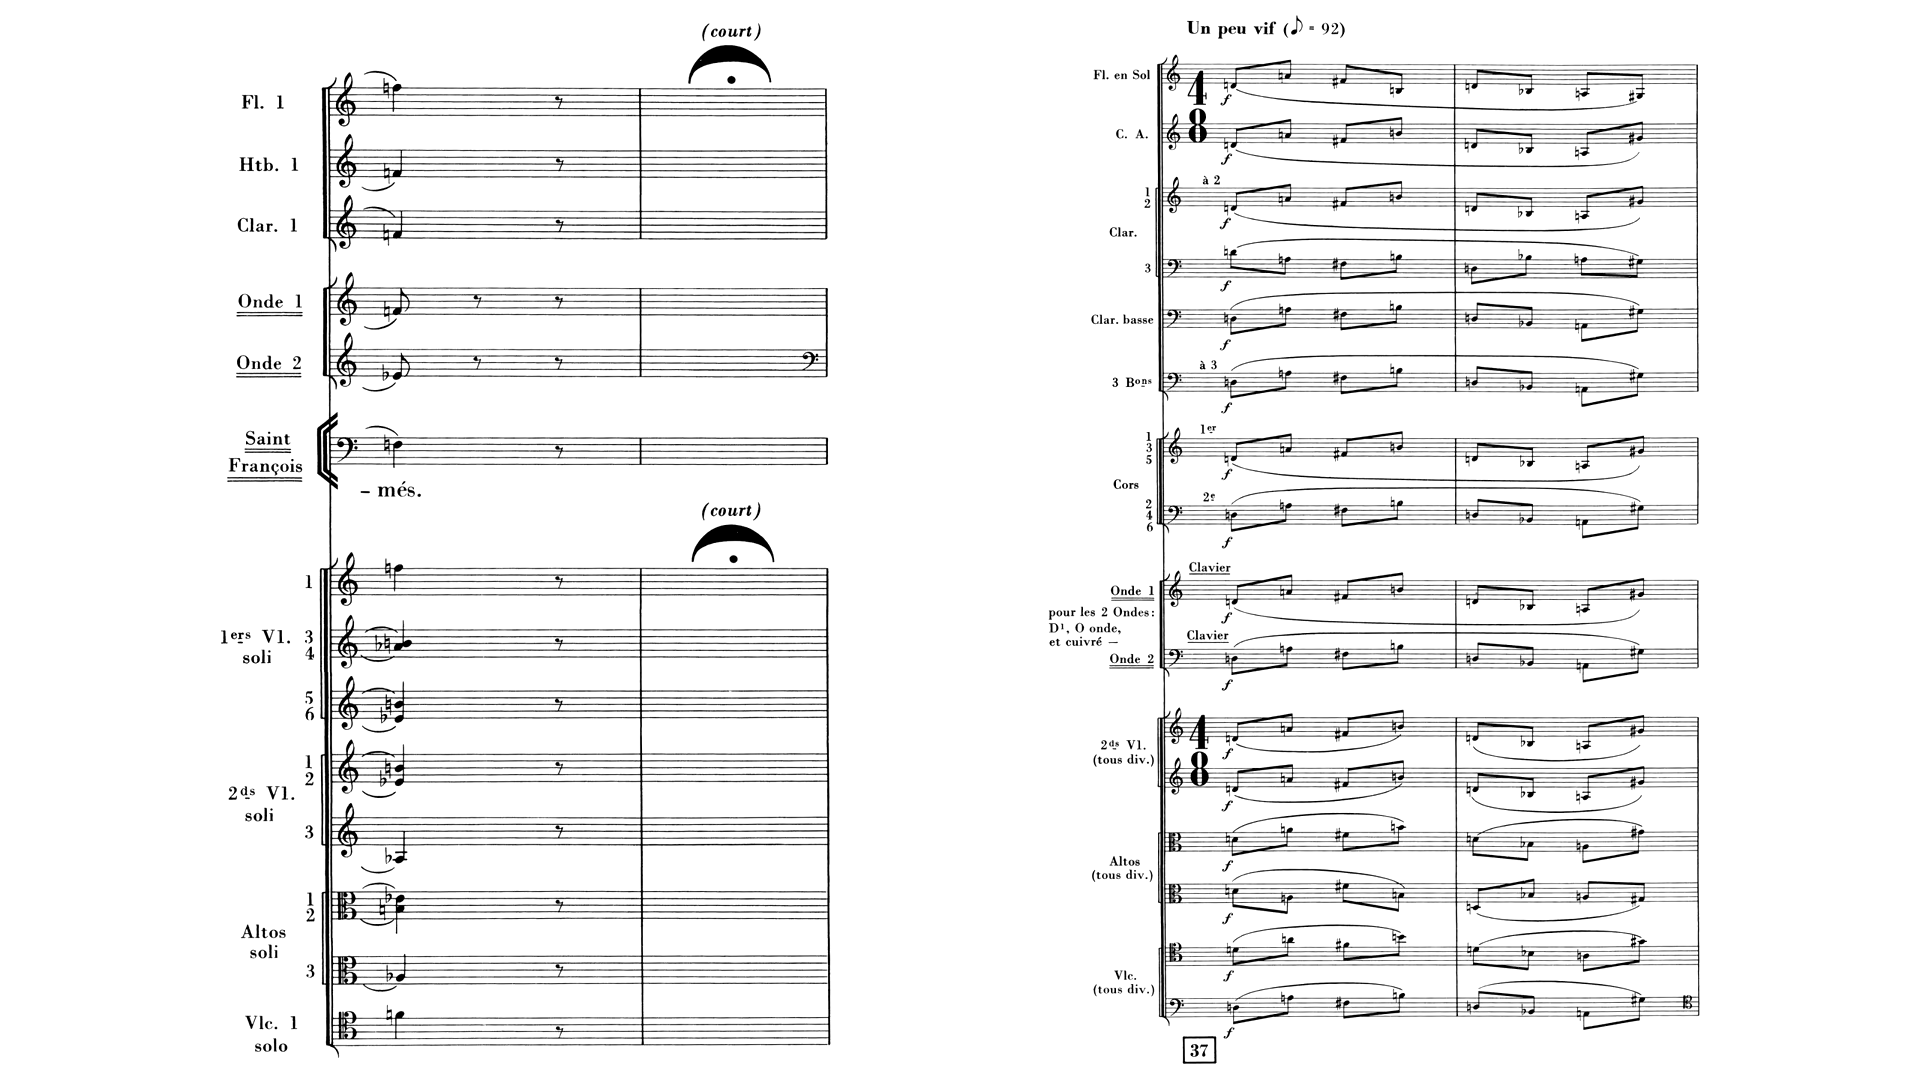 (court)
Fl. 1
Htb. 1
Clar. 1
Onde 1
Onde 2
Saint
François
– més.
(court)
1
1ers Vl. 3
soli 4
5
6
1
2
2ds Vl.
soli
3
1
2
Altos
soli
3
Vlc. 1
solo
Un peu vif (♪ = 92)
Fl. en Sol
4
8
f
C. A.
f
à 2
1
2
f
Clar.
3
f
Clar. basse
f
à 3
3 Bons
f
1er
1
3
5
f
Cors
2e
2
4
6
f
Clavier
Onde 1
f
pour les 2 Ondes:
D1, O onde,
et cuivré —
Clavier
Onde 2
f
4
8
2ds Vl.
(tous div.)
f
f
Altos
(tous div.)
f
f
Vlc.
(tous div.)
f
f
37